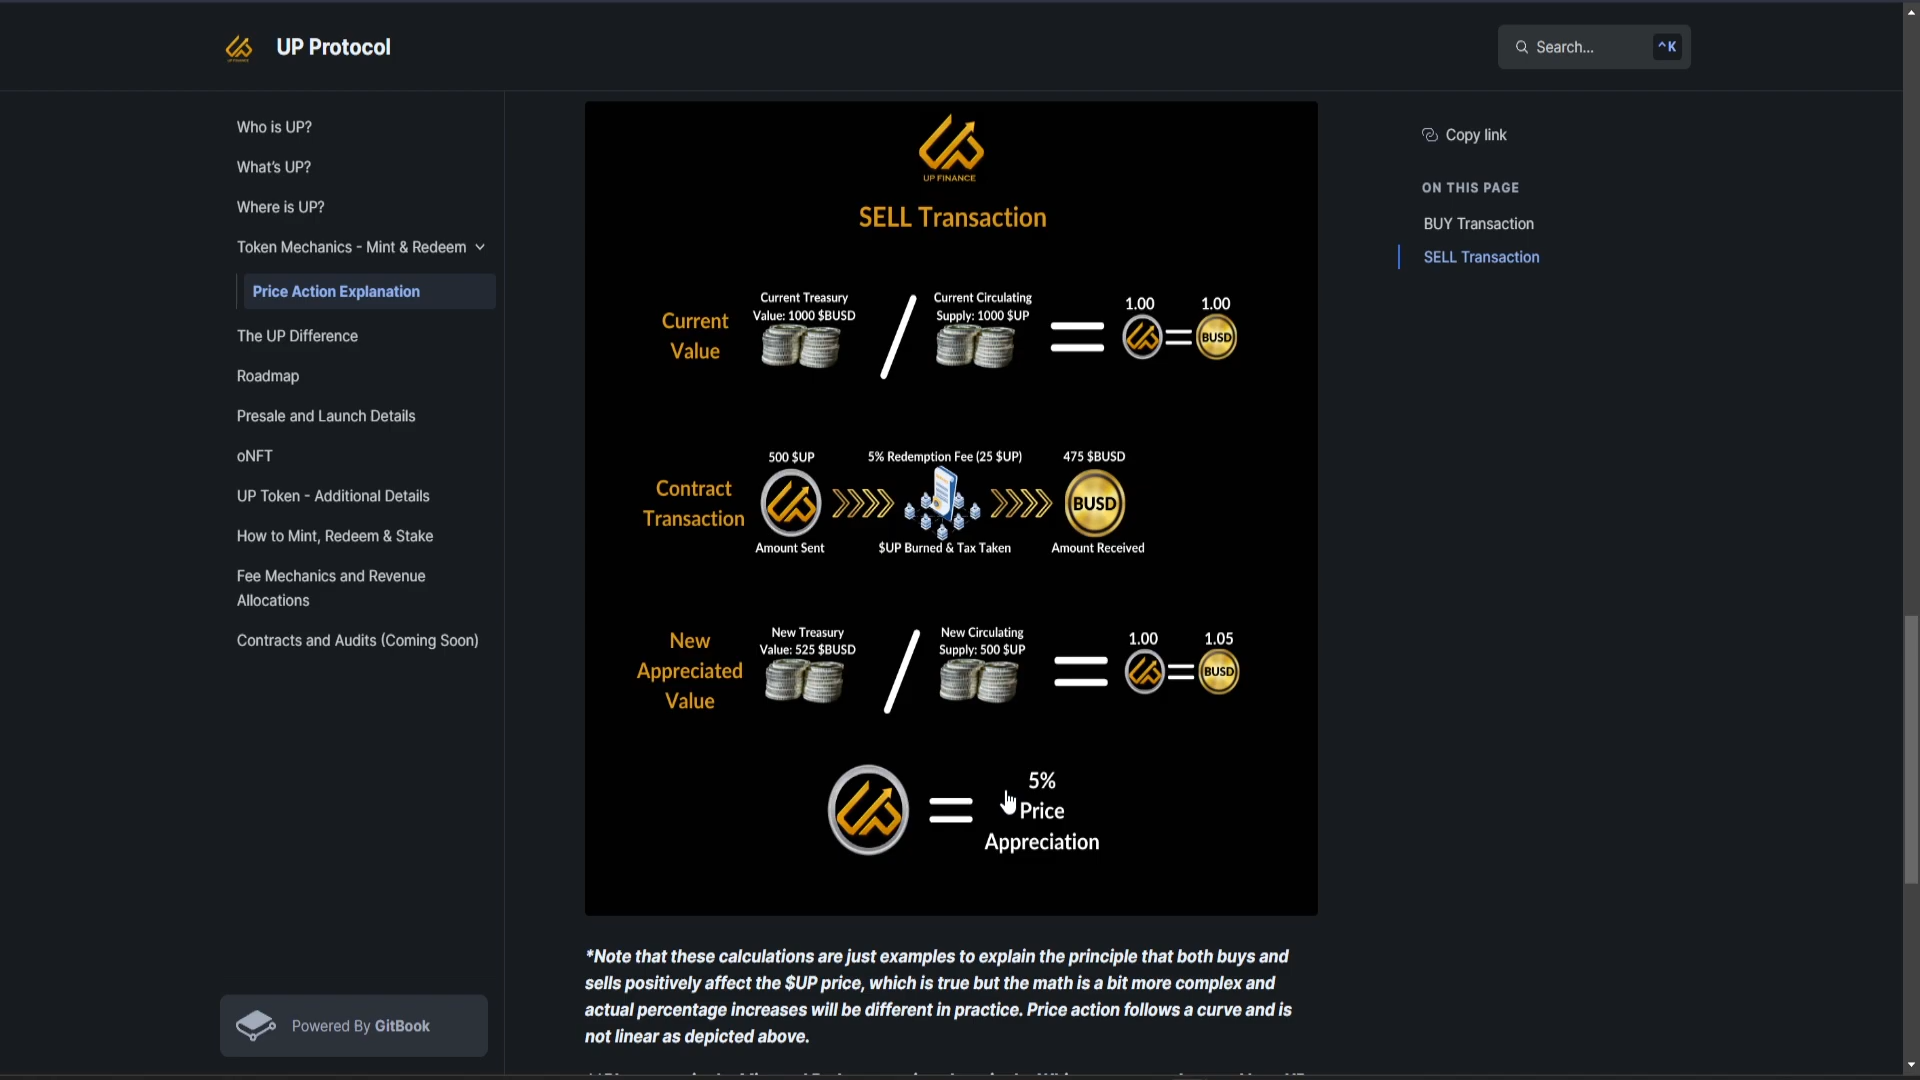 UP Protocol
Search...
^K
Who is UP?
What's UP?
Where is UP?
Token Mechanics - Mint & Redeem
Price Action Explanation
The UP Difference
Roadmap
Presale and Launch Details
oNFT
UP Token - Additional Details
How to Mint, Redeem & Stake
Fee Mechanics and Revenue
Allocations
Contracts and Audits (Coming Soon)
Powered By GitBook
UP FINANCE
SELL Transaction
Current
Value
Current Treasury
Value: 1000 $BUSD
Current Circulating
Supply: 1000 $UP
1.00
1.00
BUSD
Contract
Transaction
500 $UP
Amount Sent
5% Redemption Fee (25 $UP)
$UP Burned & Tax Taken
475 $BUSD
BUSD
Amount Received
New
Appreciated
Value
New Treasury
Value: 525 $BUSD
New Circulating
Supply: 500 $UP
1.00
1.05
BUSD
5%
Price
Appreciation
*Note that these calculations are just examples to explain the principle that both buys and
sells positively affect the $UP price, which is true but the math is a bit more complex and
actual percentage increases will be different in practice. Price action follows a curve and is
not linear as depicted above.
Copy link
ON THIS PAGE
BUY Transaction
SELL Transaction